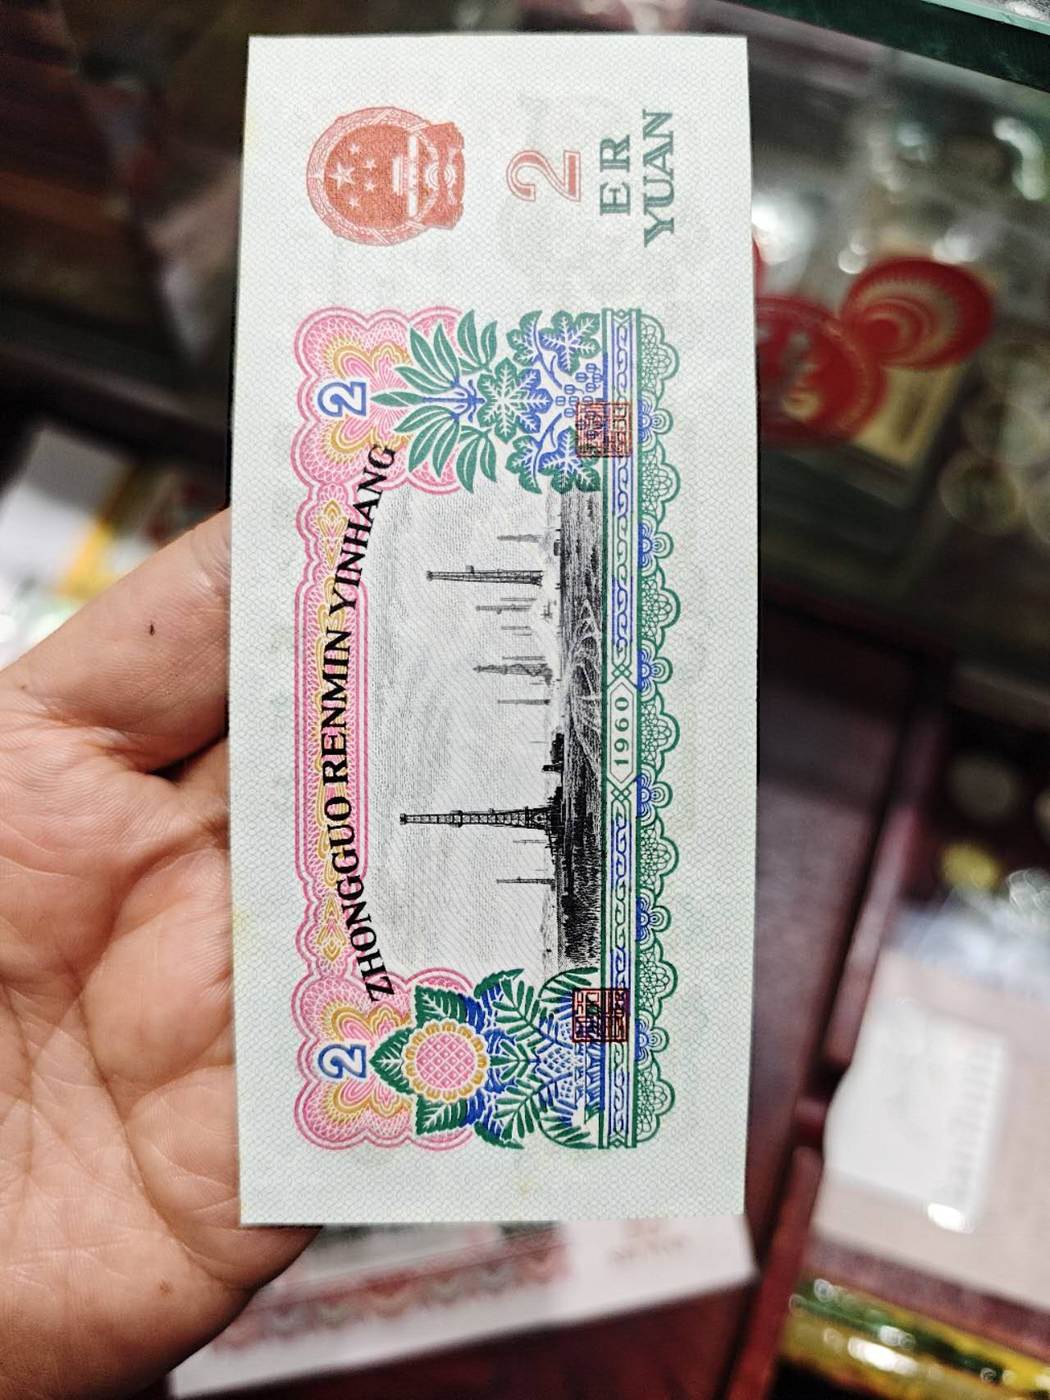 2
ER
YUAN
2
2
ZHONGGUO RENMIN YINHANG
1960